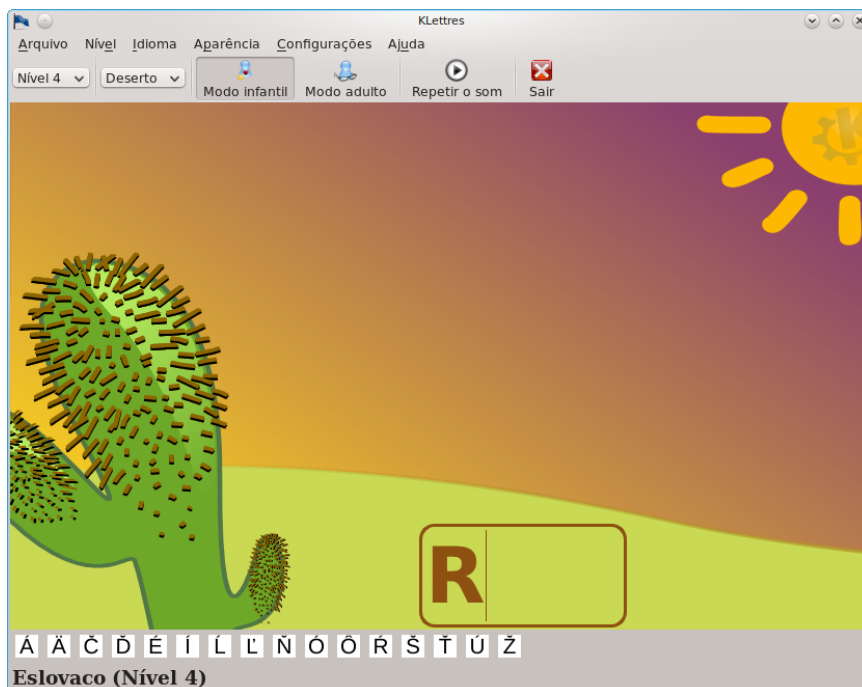 KLettres
Arquivo Nível Idioma Aparência Configurações Ajuda
Nível 4 Deserto Modo infantil Modo adulto Repetir o som Sair
R
Á Ä Č Ď É Í Ĺ Ľ Ň Ó Ô Ŕ Š Ť Ú Ž
Eslovaco (Nível 4)